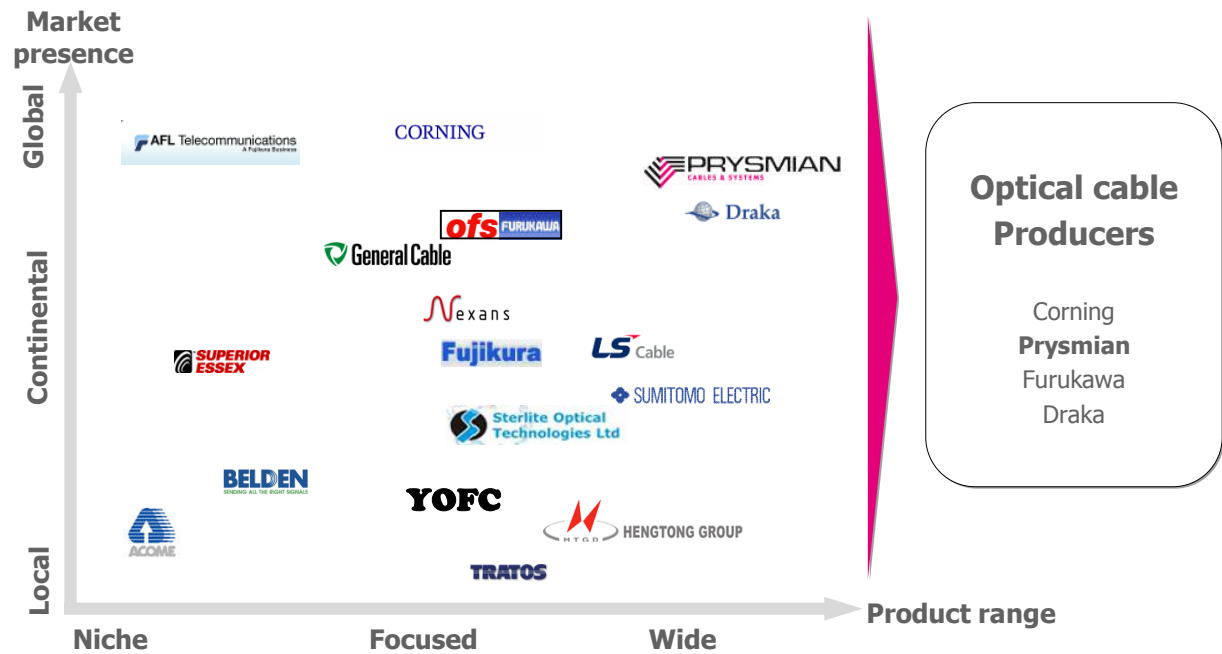 Market
presence
Global
Continental
Local
AFL Telecommunications
A Fujikura Business
CORNING
PRYSMIAN
CABLES & SYSTEMS
Draka
ofs FURUKAWA
General Cable
Nexans
Fujikura
LS Cable
SUPERIOR
ESSEX
SUMITOMO ELECTRIC
Sterlite Optical
Technologies Ltd
BELDEN
SENDING ALL THE RIGHT SIGNALS
YOFC
HTGD
HENGTONG GROUP
ACOME
TRATOS
Niche
Focused
Wide
Product range
Optical cable
Producers
Corning
Prysmian
Furukawa
Draka